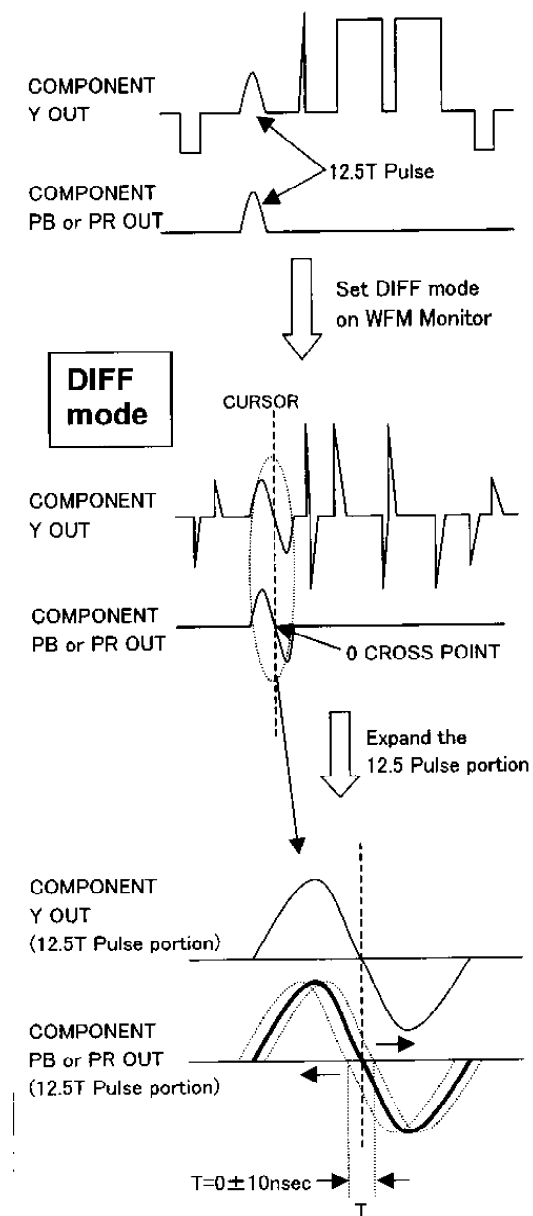 COMPONENT
Y OUT
12.5T Pulse
COMPONENT
PB or PR OUT
Set DIFF mode
on WFM Monitor
DIFF
mode
CURSOR
COMPONENT
Y OUT
COMPONENT
PB or PR OUT
0 CROSS POINT
Expand the
12.5 Pulse portion
COMPONENT
Y OUT
(12.5T Pulse portion)
COMPONENT
PB or PR OUT
(12.5T Pulse portion)
T=0±10nsec
T